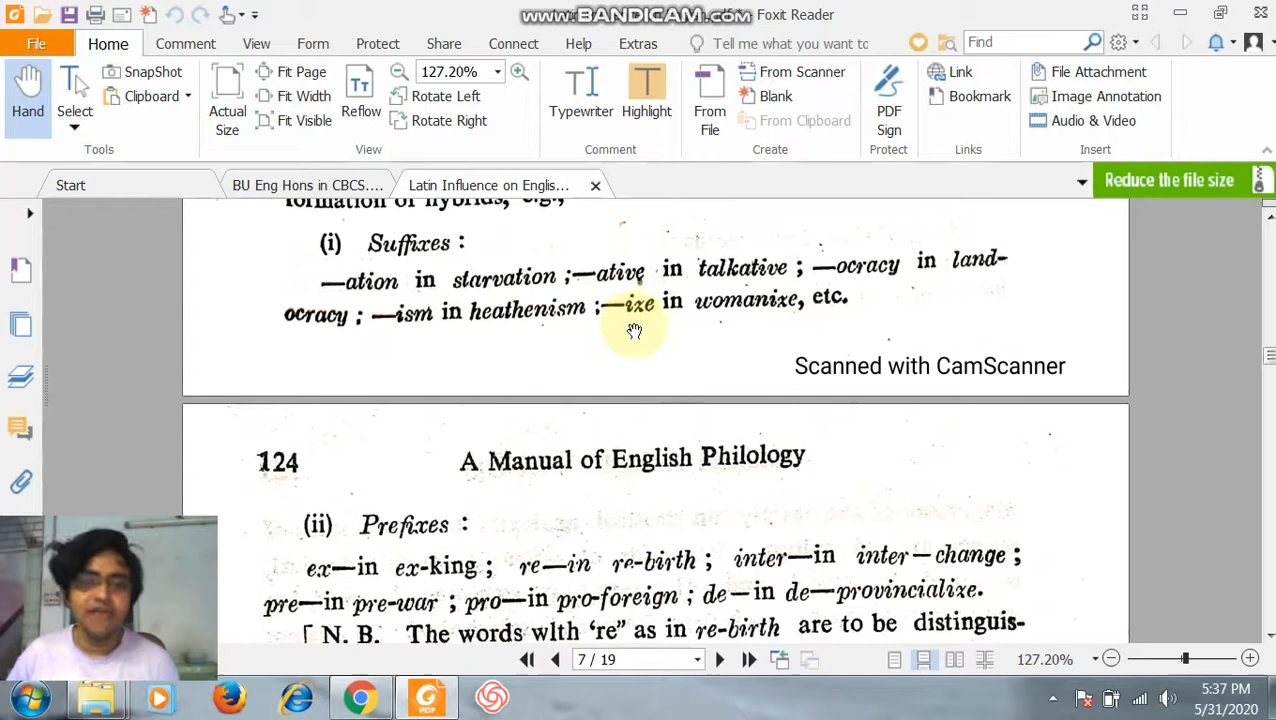 www.BANDICAM.com
Foxit Reader
File Home Comment View Form Protect Share Connect Help Extras Tell me what you want to Find
SnapShot
Clipboard
Hand
Select
Actual Size
Fit Page
Fit Width
Fit Visible
Reflow
127.20%
Rotate Left
Rotate Right
Typewriter
Highlight
From File
From Scanner
Blank
From Clipboard
PDF Sign
Link
Bookmark
File Attachment
Image Annotation
Audio & Video
Tools View Comment Create Protect Links Insert
Start BU Eng Hons in CBCS.... Latin Influence on Englis... Reduce the file size
formation of hybrids, e.g.,
(i) Suffixes :
—ation in starvation ;—ative in talkative ; —ocracy in land-
ocracy ; —ism in heathenism ;—ize in womanize, etc.
Scanned with CamScanner
124 A Manual of English Philology
(ii) Prefixes :
ex—in ex-king ; re—in re-birth ; inter—in inter—change ;
pre—in pre-war ; pro—in pro-foreign ; de—in de—provincialize.
[ N. B. The words with 're" as in re-birth are to be distinguis-
7 / 19
127.20%
5:37 PM
5/31/2020